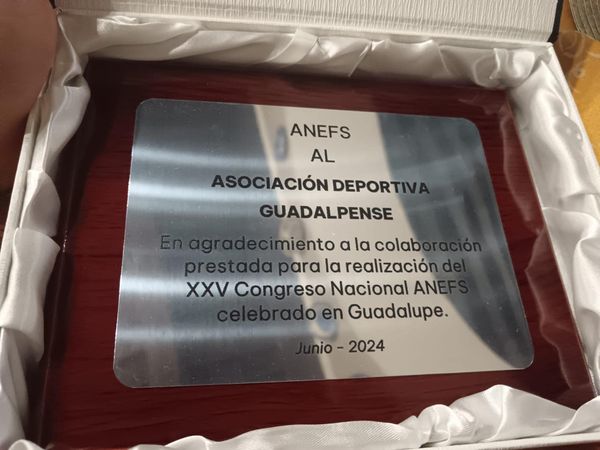 ANEFS
AL
ASOCIACIÓN DEPORTIVA
GUADALPENSE
En agradecimiento a la colaboración
prestada para la realización del
XXV Congreso Nacional ANEFS
celebrado en Guadalupe.
Junio - 2024